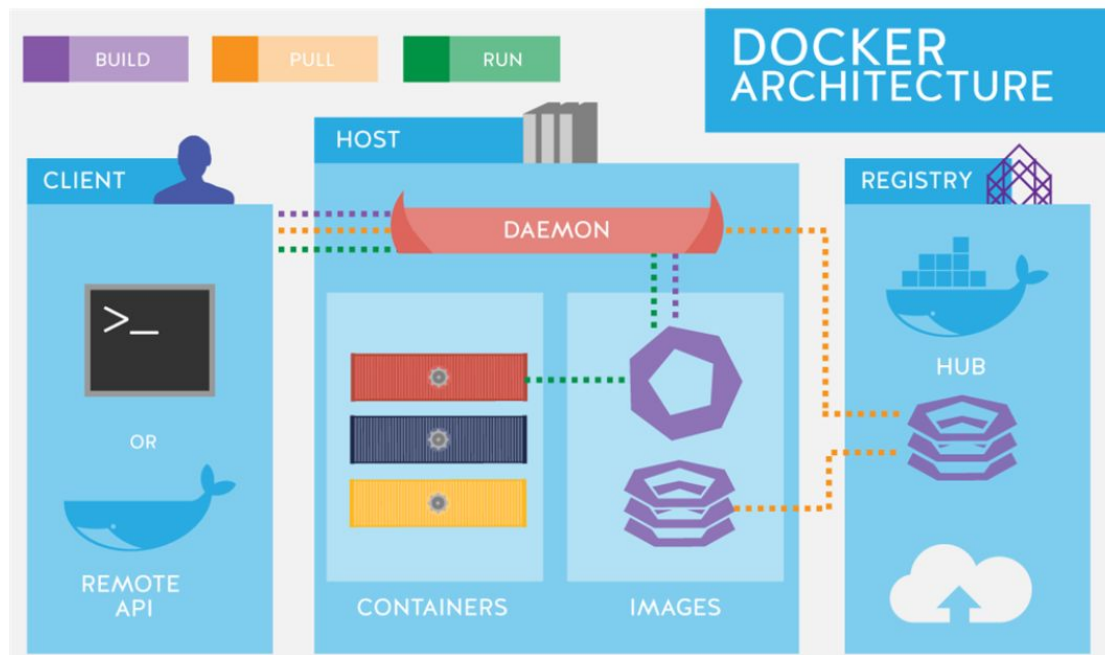 BUILD
PULL
RUN
DOCKER
ARCHITECTURE
CLIENT
HOST
REGISTRY
DAEMON
>_
OR
REMOTE
API
CONTAINERS
IMAGES
HUB